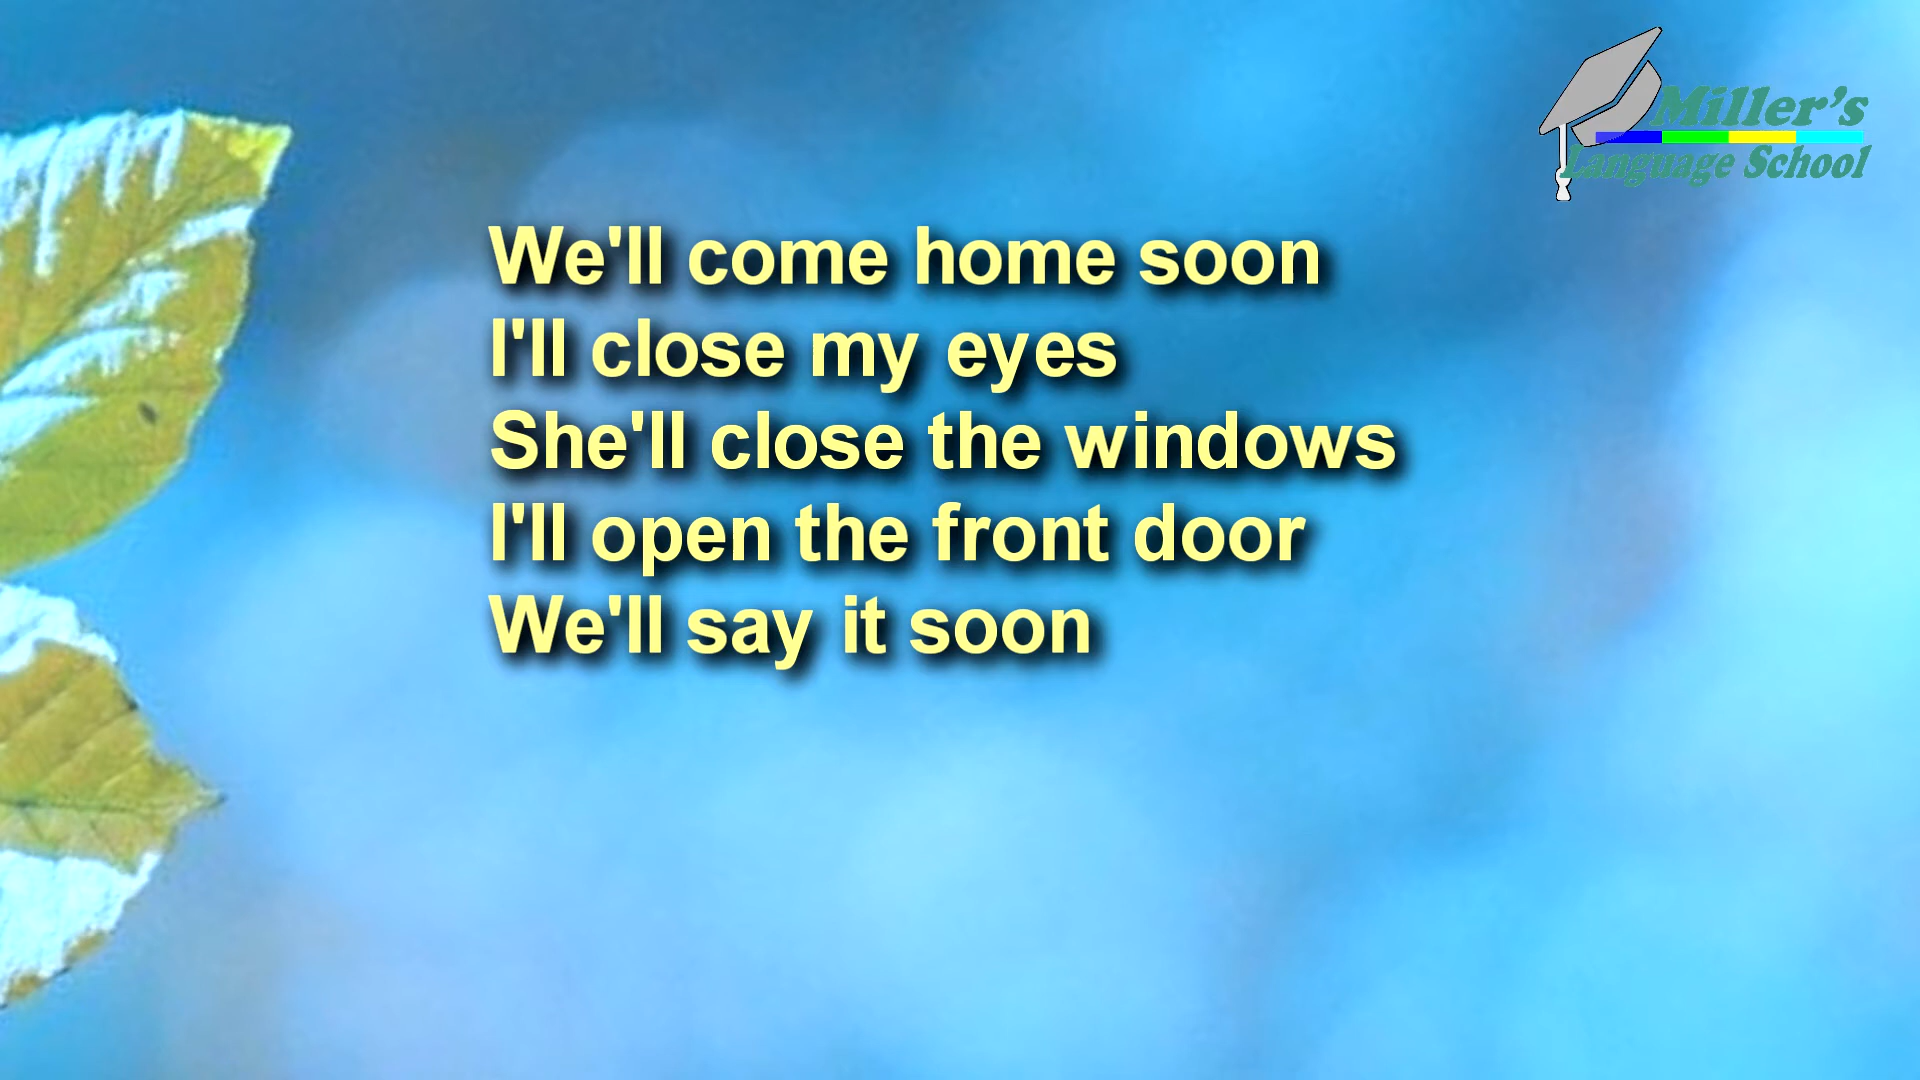 Miller's
Language School
We'll come home soon
I'll close my eyes
She'll close the windows
I'll open the front door
We'll say it soon